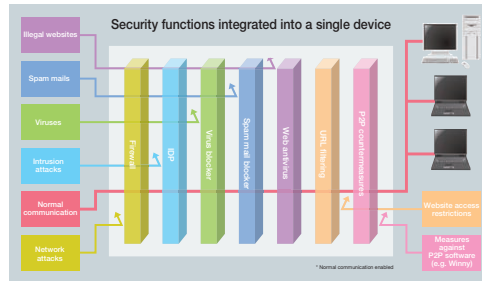 Security functions integrated into a single device
Illegal websites
Spam mails
Viruses
Intrusion
attacks
Normal
communication
Network
attacks
Firewall
IDP
Virus blocker
Spam mail blocker
Web antivirus
URL filtering
P2P countermeasures
Website access
restrictions
Measures
against
P2P software
(e.g. Winny)
* Normal communication enabled